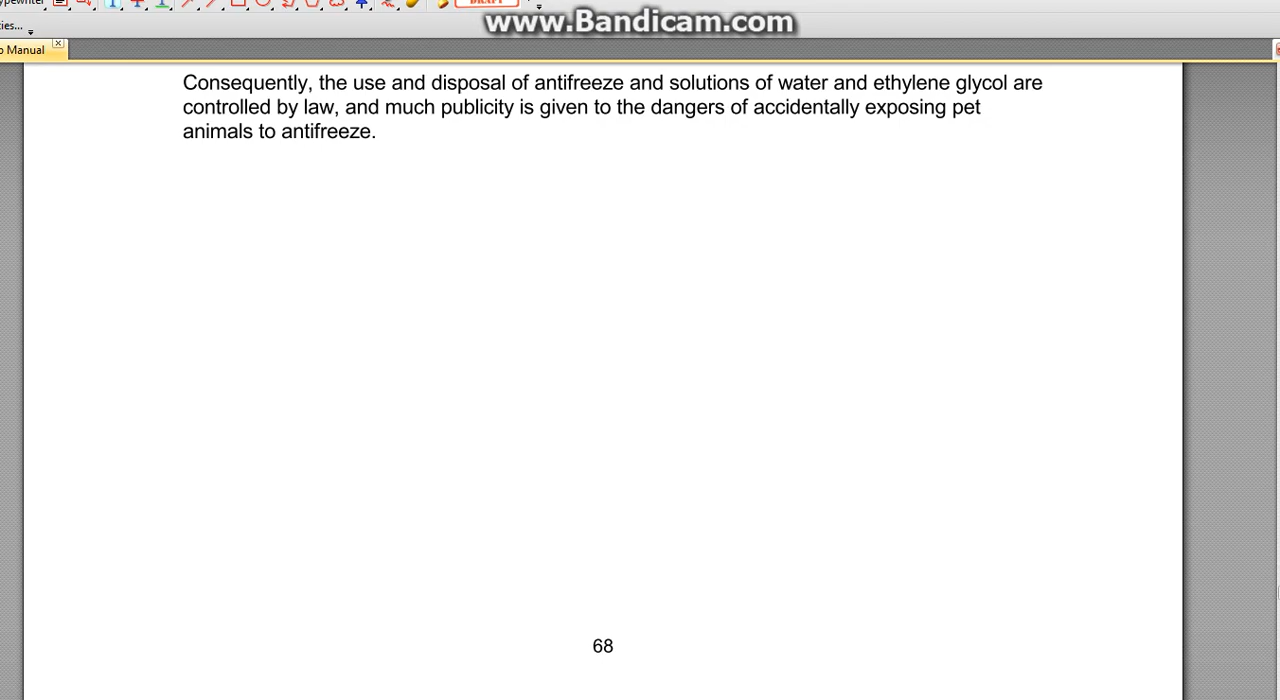 www.Bandicam.com
DRAFT
ties...
o Manual
Consequently, the use and disposal of antifreeze and solutions of water and ethylene glycol are
controlled by law, and much publicity is given to the dangers of accidentally exposing pet
animals to antifreeze.
68